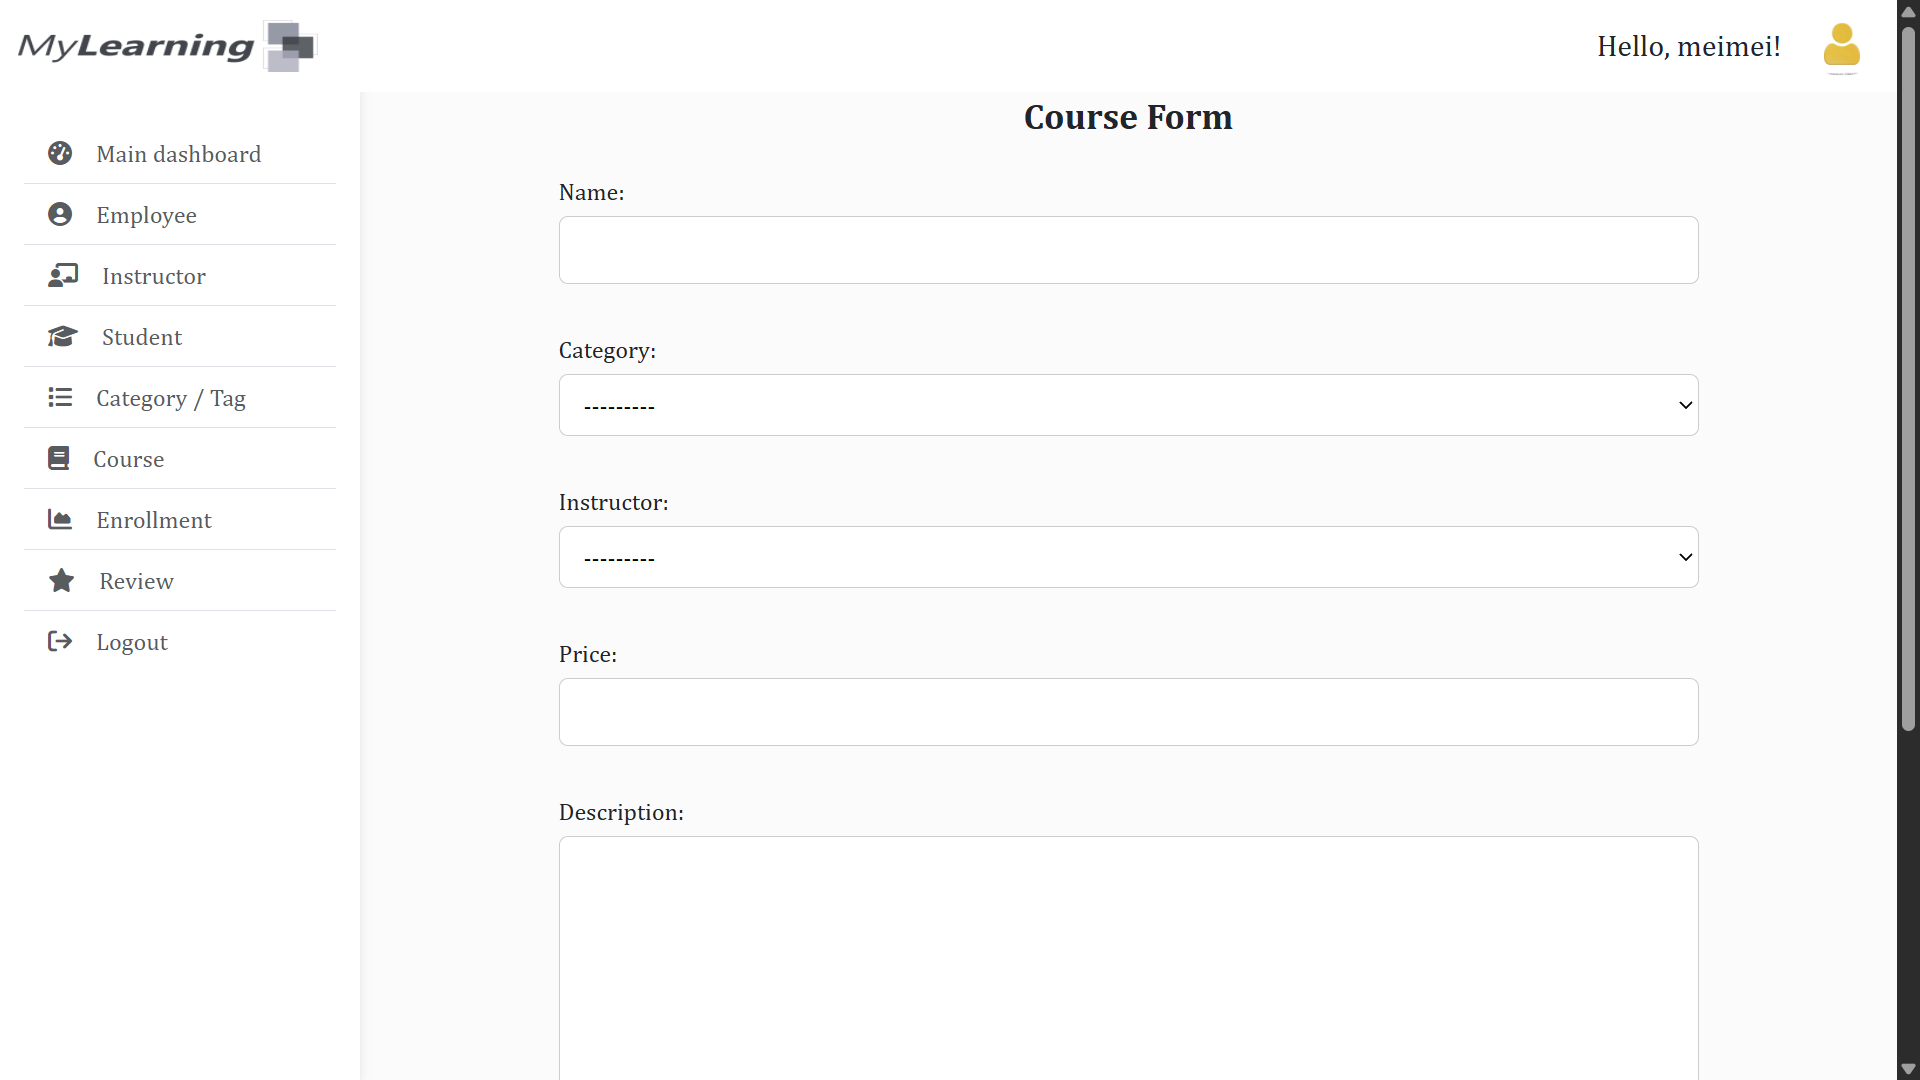 MyLearning
Hello, meimei!
Main dashboard
Employee
Instructor
Student
Category / Tag
Course
Enrollment
Review
Logout
Course Form
Name:
Category:
---------
Instructor:
---------
Price:
Description: